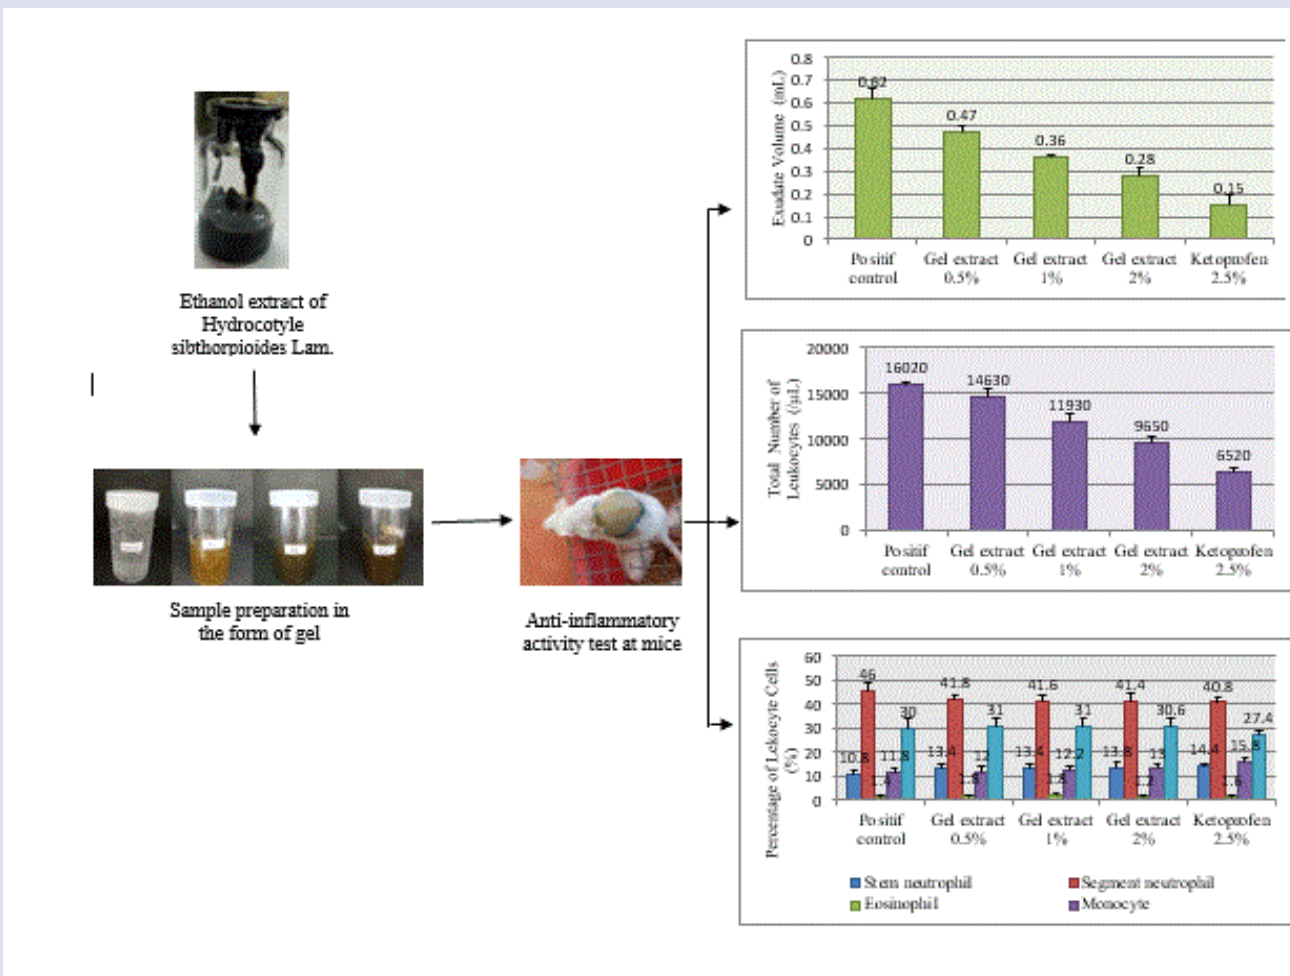 Ethanol extract of
Hydrocotyle
sibthorpioides Lam.
Sample preparation in
the form of gel
Anti-inflammatory
activity test at mice
Exudate Volume (mL)
0.8
0.7
0.6
0.5
0.4
0.3
0.2
0.1
0
0.62
0.47
0.36
0.28
0.15
Positif control
Gel extract 0.5%
Gel extract 1%
Gel extract 2%
Ketoprofen 2.5%
Total Number of
Leukocytes (/μL)
20000
15000
10000
5000
0
16020
14630
11930
9650
6520
Positif control
Gel extract 0.5%
Gel extract 1%
Gel extract 2%
Ketoprofen 2.5%
Percentage of Lekocyte Cells
(%)
60
50
40
30
20
10
0
10.8 46 1.4 11.8 30
13.4 41.8 12 31
13.4 41.6 1.8 12.2 31
13.8 41.4 1.2 13 30.6
14.4 40.8 1.6 15.8 27.4
Positif control
Gel extract 0.5%
Gel extract 1%
Gel extract 2%
Ketoprofen 2.5%
Stem neutrophil
Segment neutrophil
Eosinophil
Monocyte